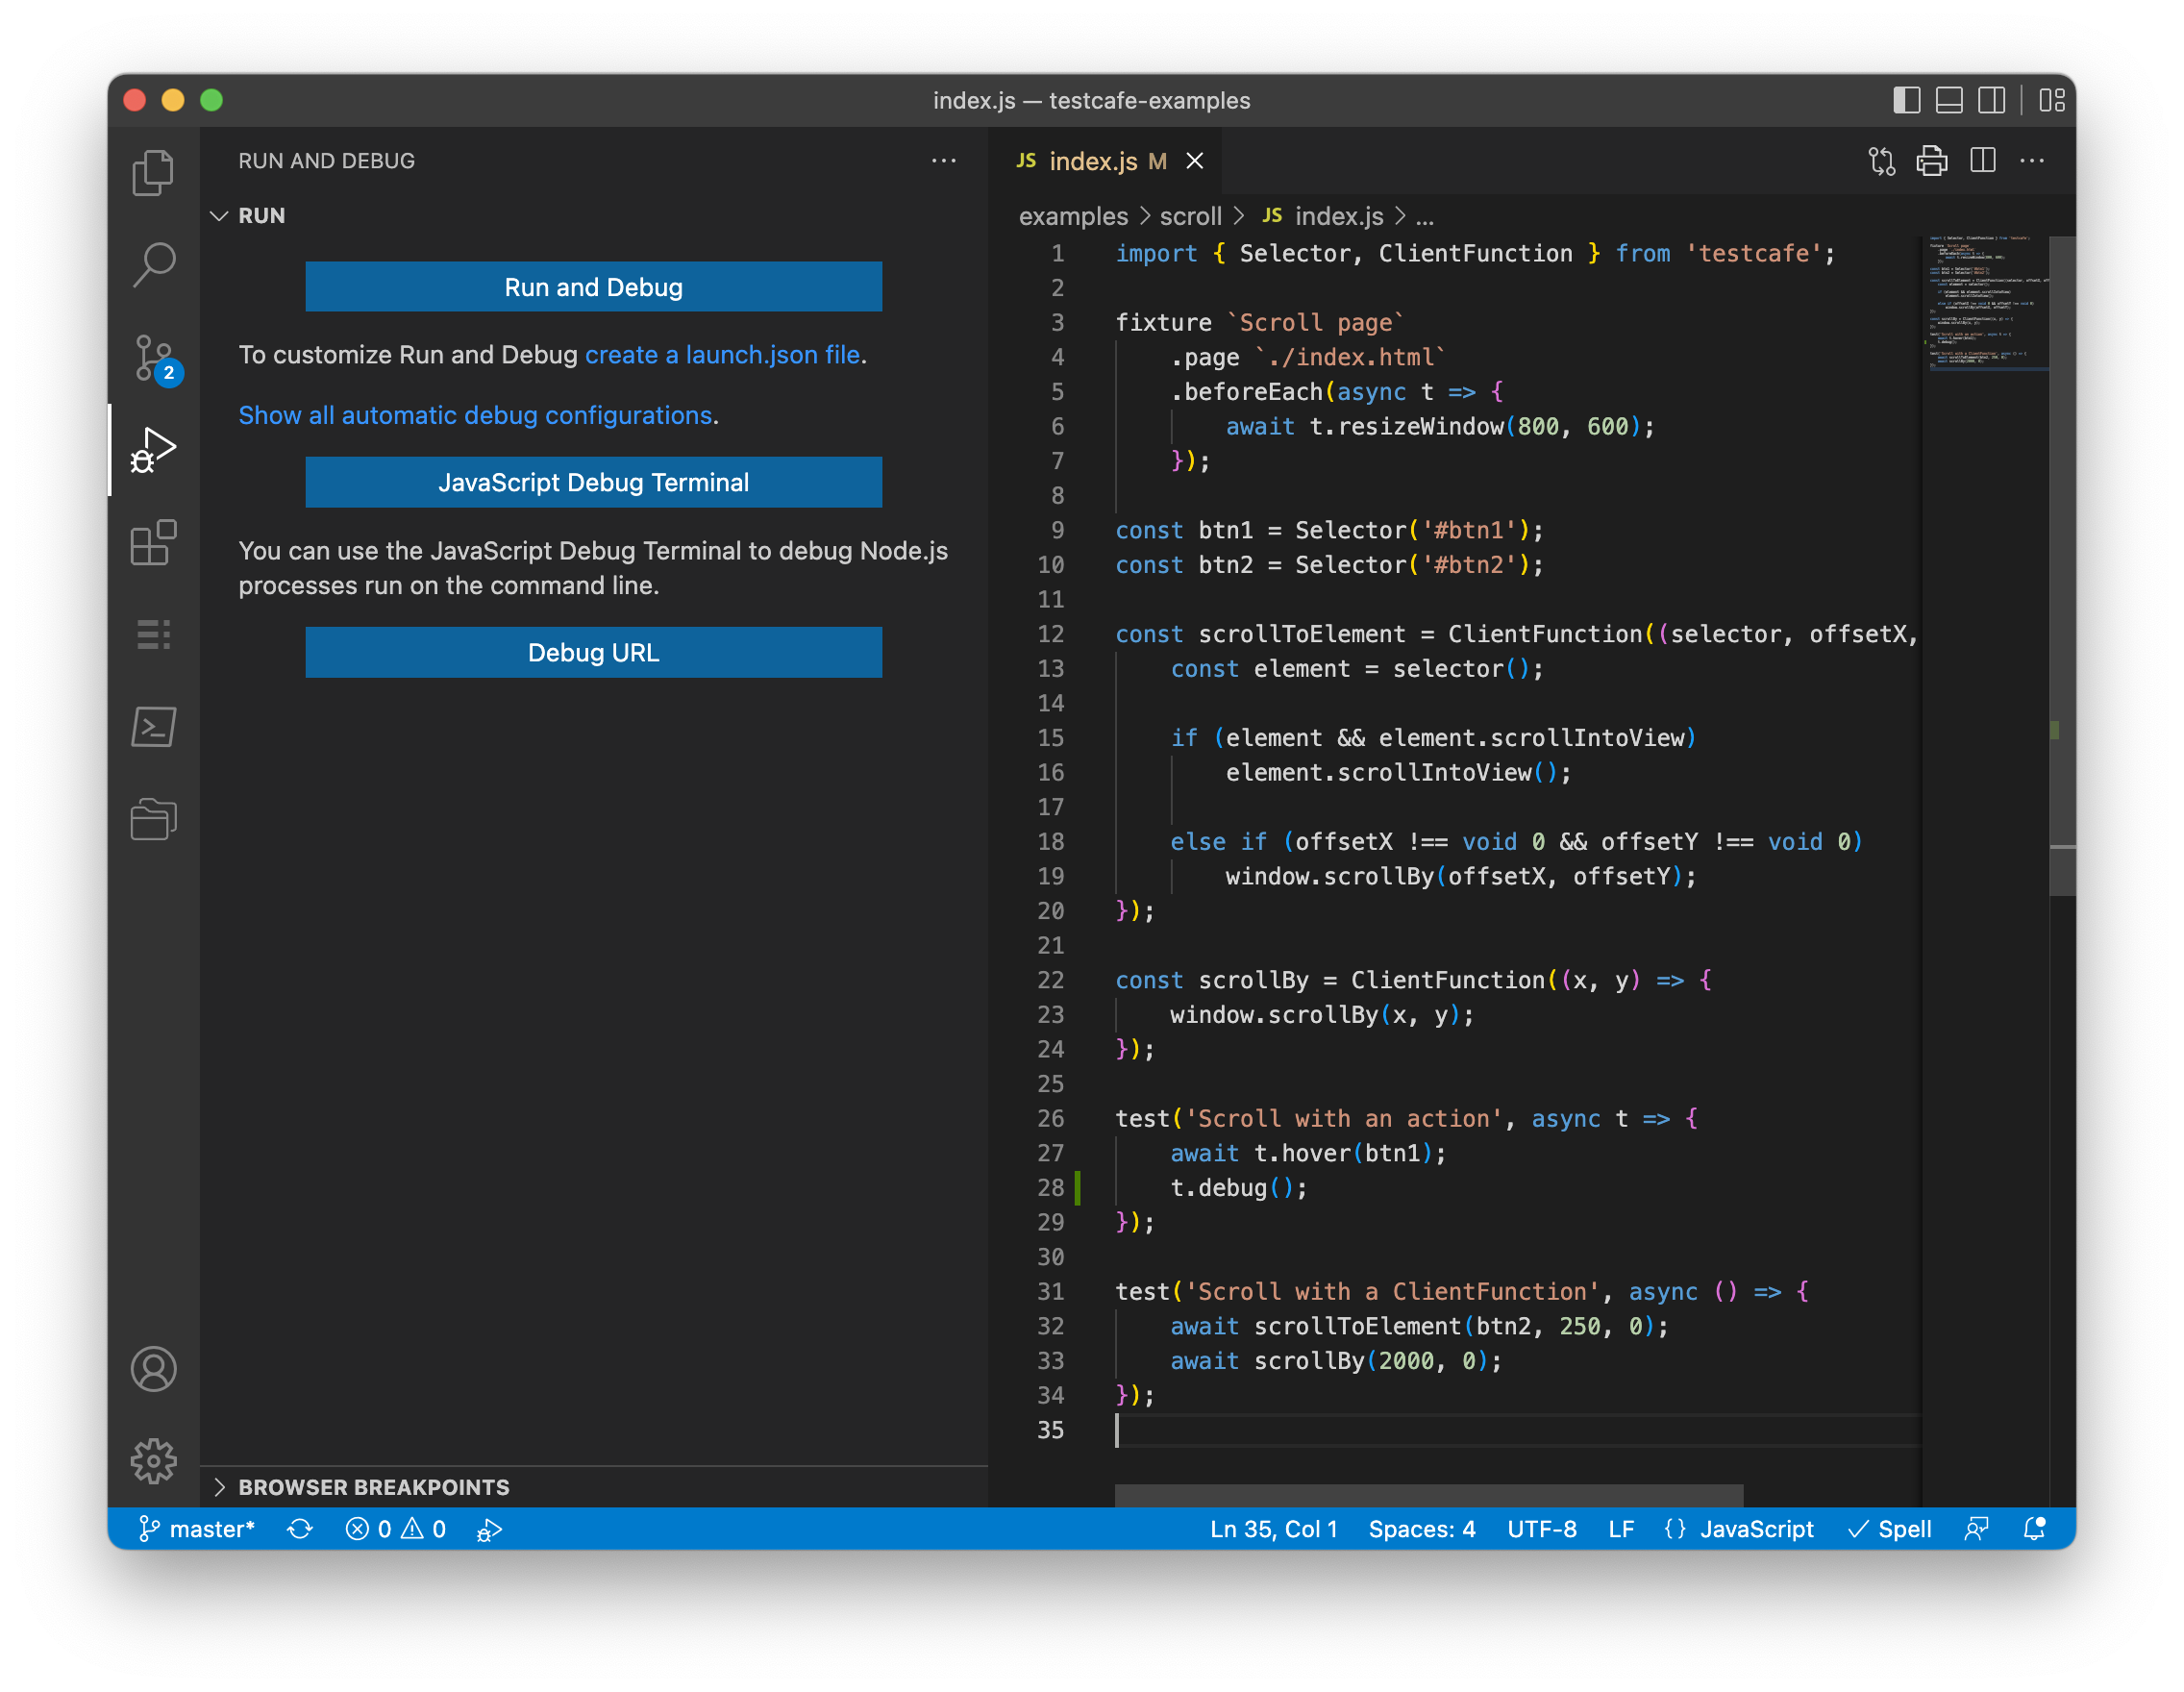 index.js — testcafe-examples
RUN AND DEBUG
RUN
Run and Debug
To customize Run and Debug create a launch.json file.
Show all automatic debug configurations.
JavaScript Debug Terminal
You can use the JavaScript Debug Terminal to debug Node.js
processes run on the command line.
Debug URL
BROWSER BREAKPOINTS
2
JS index.js M
examples > scroll > JS index.js > ...
1 import { Selector, ClientFunction } from 'testcafe';
2
3 fixture `Scroll page`
4 .page `./index.html`
5 .beforeEach(async t => {
6 await t.resizeWindow(800, 600);
7 });
8
9 const btn1 = Selector('#btn1');
10 const btn2 = Selector('#btn2');
11
12 const scrollToElement = ClientFunction((selector, offsetX,
13 const element = selector();
14
15 if (element && element.scrollIntoView)
16 element.scrollIntoView();
17
18 else if (offsetX !== void 0 && offsetY !== void 0)
19 window.scrollBy(offsetX, offsetY);
20 });
21
22 const scrollBy = ClientFunction((x, y) => {
23 window.scrollBy(x, y);
24 });
25
26 test('Scroll with an action', async t => {
27 await t.hover(btn1);
28 t.debug();
29 });
30
31 test('Scroll with a ClientFunction', async () => {
32 await scrollToElement(btn2, 250, 0);
33 await scrollBy(2000, 0);
34 });
35
master* 0 0 Ln 35, Col 1 Spaces: 4 UTF-8 LF {} JavaScript Spell